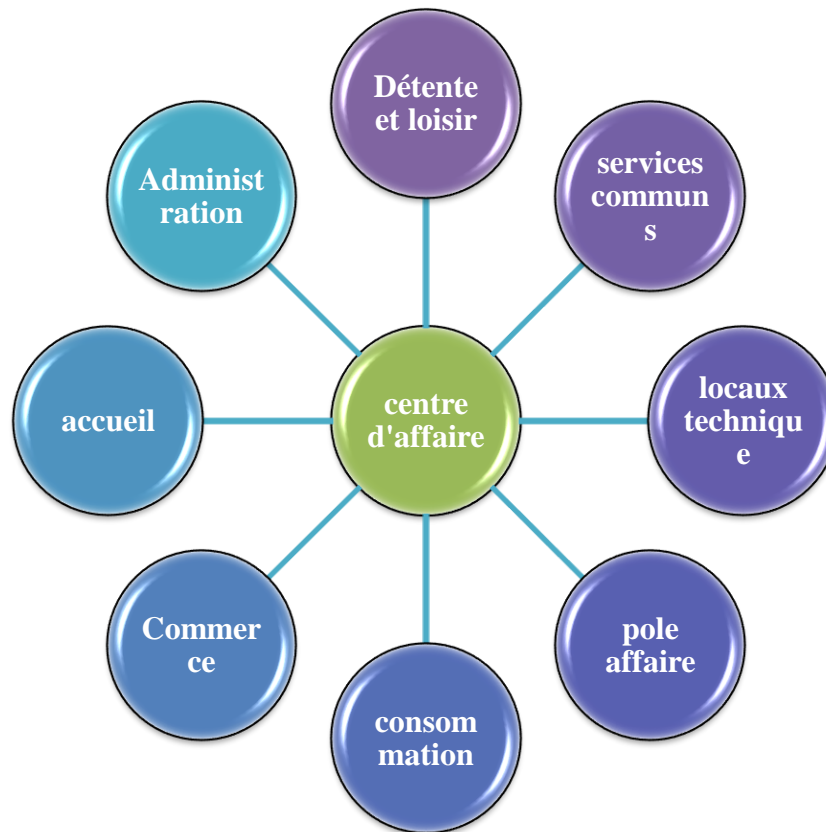 Détente
et loisir
services
commun
s
locaux
techniqu
e
pole
affaire
consom
mation
Commer
ce
accueil
Administ
ration
centre
d'affaire